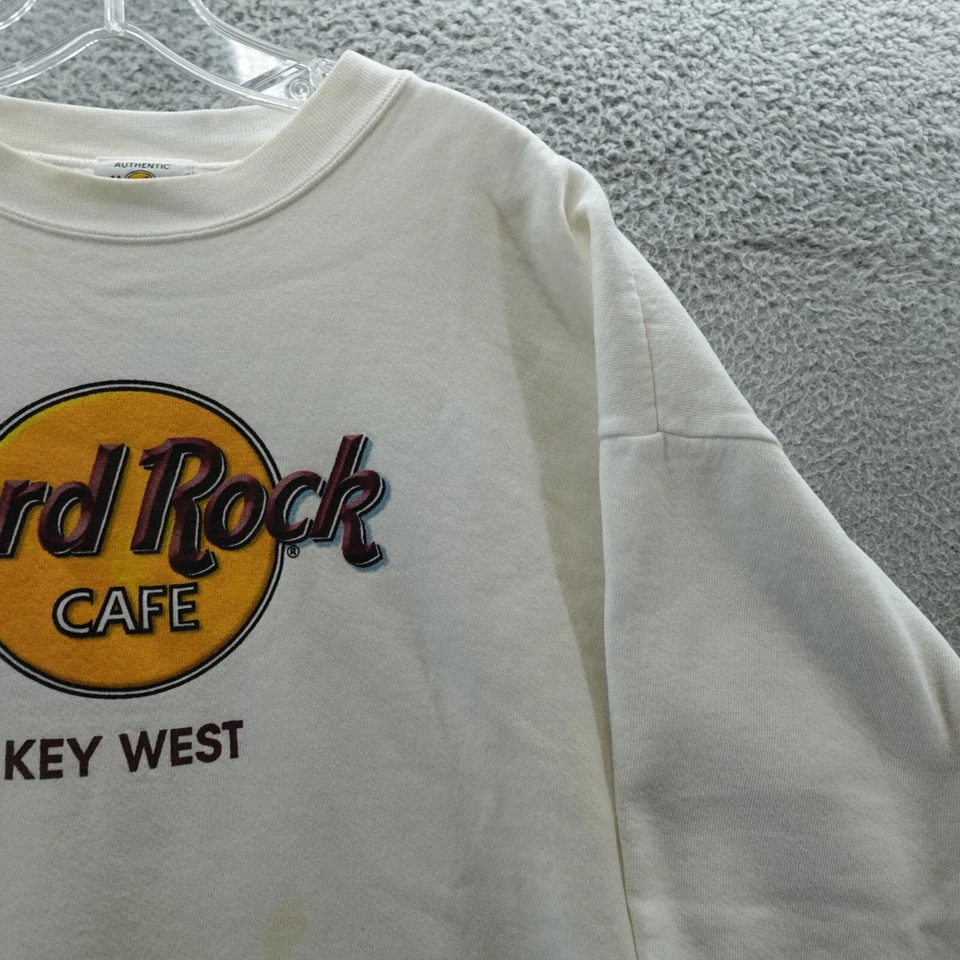 AUTHENTIC
rd Rock
®
CAFE
KEY WEST